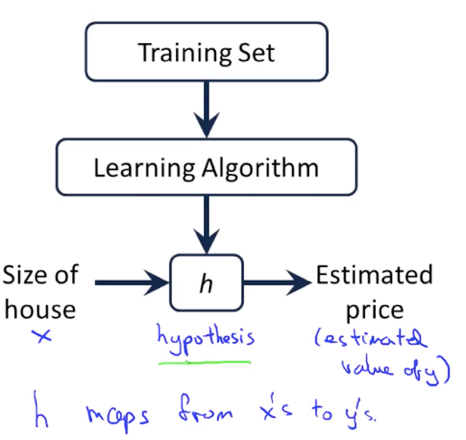 Training Set
Learning Algorithm
Size of
house
x
h
hypothesis
Estimated
price
(estimated
value of y)
h maps from x's to y's.